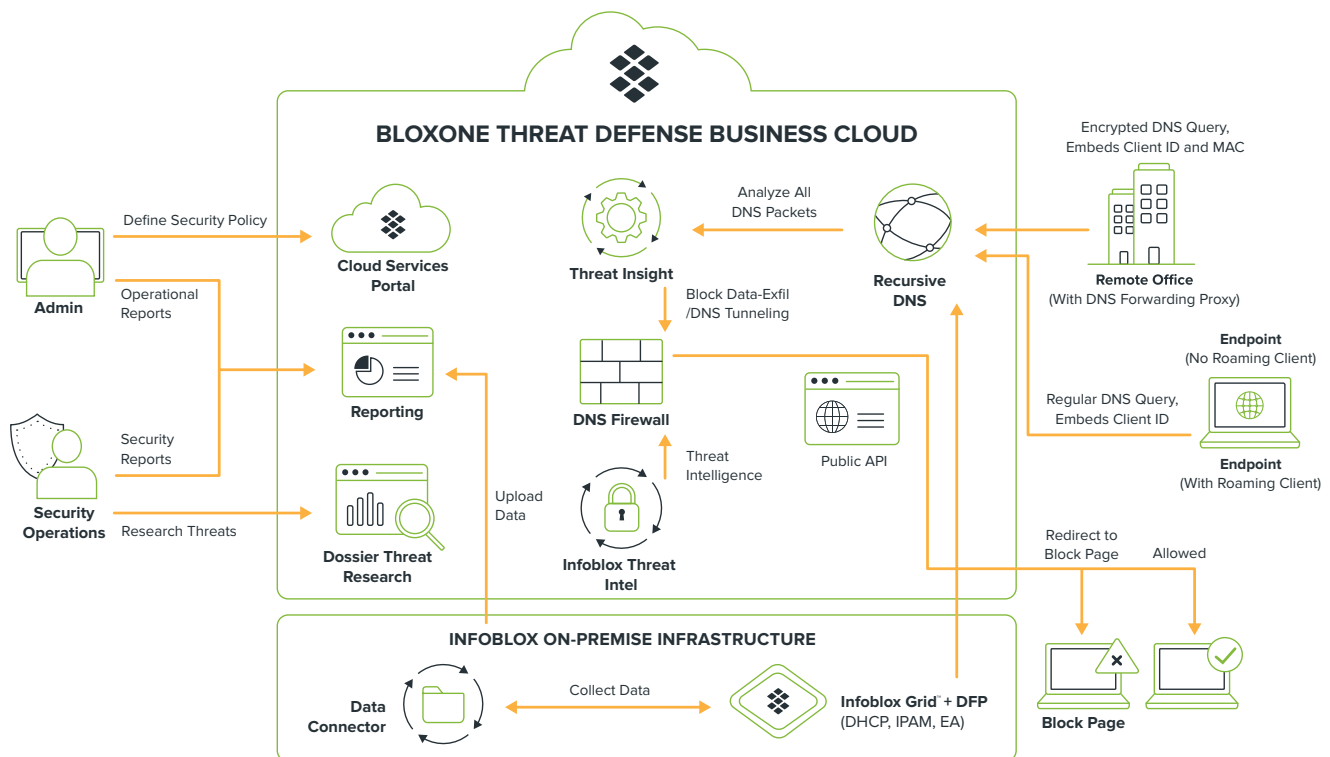 BLOXONE THREAT DEFENSE BUSINESS CLOUD
Encrypted DNS Query,
Embeds Client ID and MAC
Define Security Policy
Admin
Operational
Reports
Cloud Services
Portal
Threat Insight
Analyze All
DNS Packets
Recursive
DNS
Remote Office
(With DNS Forwarding Proxy)
Block Data-Exfil
/DNS Tunneling
Reporting
DNS Firewall
Public API
Endpoint
(No Roaming Client)
Regular DNS Query,
Embeds Client ID
Endpoint
(With Roaming Client)
Security
Reports
Security
Operations
Research Threats
Dossier Threat
Research
Upload
Data
Threat
Intelligence
Infoblox Threat
Intel
Redirect to
Block Page
Allowed
INFOBLOX ON-PREMISE INFRASTRUCTURE
Data
Connector
Collect Data
Infoblox Grid™ + DFP
(DHCP, IPAM, EA)
Block Page